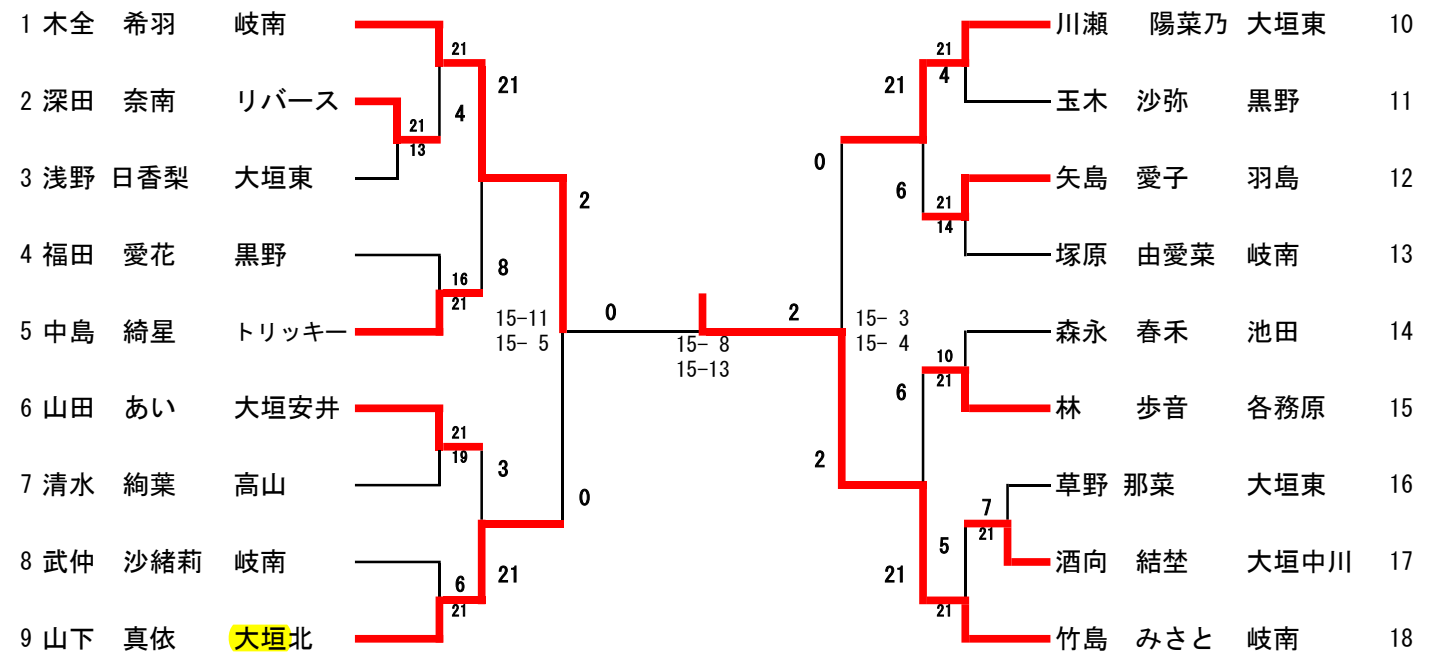 1 木全 希羽 岐南
2 深田 奈南 リバース
3 浅野 日香梨 大垣東
4 福田 愛花 黒野
5 中島 綺星 トリッキー
6 山田 あい 大垣安井
7 清水 絢葉 高山
8 武仲 沙緒莉 岐南
9 山下 真依 大垣北
21
4
21
13
21
16
21
8
2
15-11
15- 5
0
21
19
3
0
6
21
21
15- 8
15-13
2
15- 3
15- 4
0
2
21
21
4
6
21
14
6
10
21
21
5
7
21
21
川瀬 陽菜乃 大垣東 10
玉木 沙弥 黒野 11
矢島 愛子 羽島 12
塚原 由愛菜 岐南 13
森永 春禾 池田 14
林 歩音 各務原 15
草野 那菜 大垣東 16
酒向 結埜 大垣中川 17
竹島 みさと 岐南 18